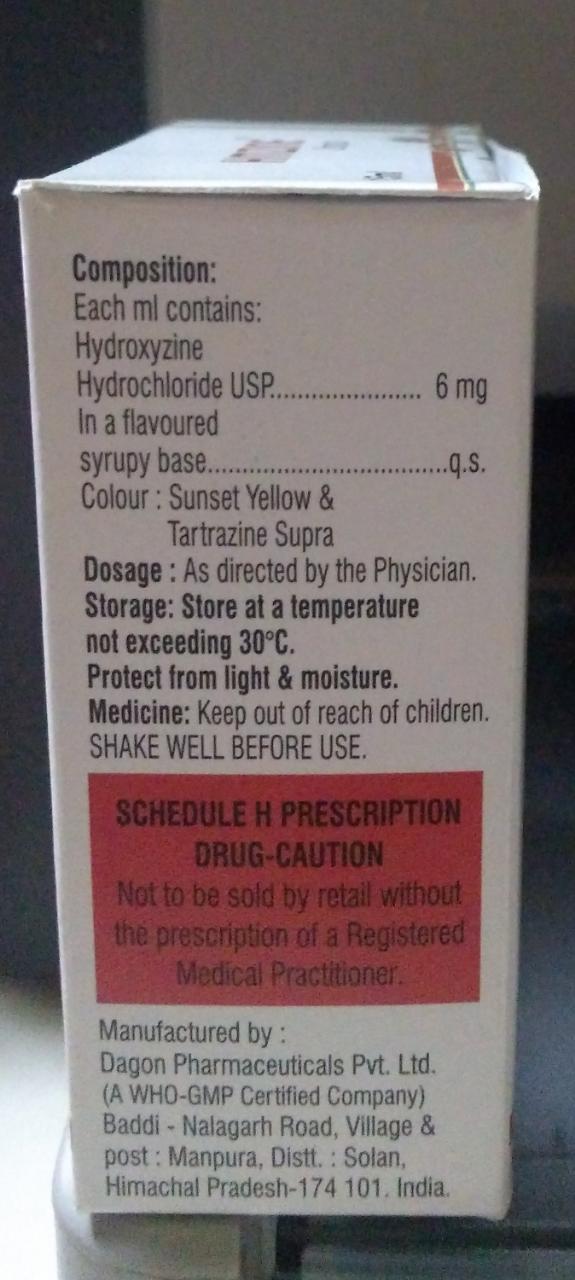 Composition:
Each ml contains:
Hydroxyzine
Hydrochloride USP...................... 6 mg
In a flavoured
syrupy base...................................q.s.
Colour : Sunset Yellow &
Tartrazine Supra
Dosage : As directed by the Physician.
Storage: Store at a temperature
not exceeding 30°C.
Protect from light & moisture.
Medicine: Keep out of reach of children.
SHAKE WELL BEFORE USE.
SCHEDULE H PRESCRIPTION
DRUG-CAUTION
Not to be sold by retail without
the prescription of a Registered
Medical Practitioner.
Manufactured by :
Dagon Pharmaceuticals Pvt. Ltd.
(A WHO-GMP Certified Company)
Baddi - Nalagarh Road, Village &
post : Manpura, Distt. : Solan,
Himachal Pradesh-174 101. India.